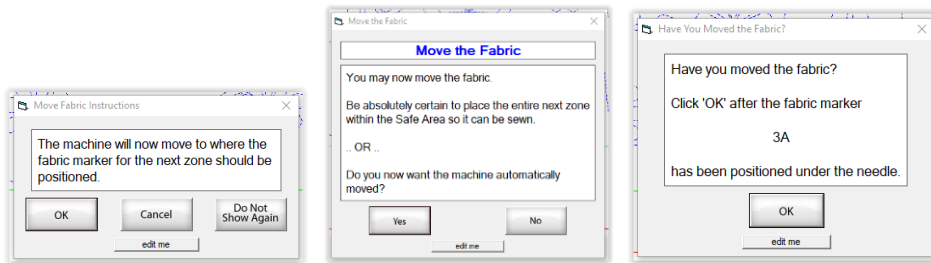 Move Fabric Instructions
The machine will now move to where the
fabric marker for the next zone should be
positioned.
OK
Cancel
Do Not
Show Again
edit me
Move the Fabric
Move the Fabric
You may now move the fabric.
Be absolutely certain to place the entire next zone
within the Safe Area so it can be sewn.
.. OR ..
Do you now want the machine automatically
moved?
Yes
No
edit me
Have You Moved the Fabric?
Have you moved the fabric?
Click 'OK' after the fabric marker
3A
has been positioned under the needle.
OK
edit me